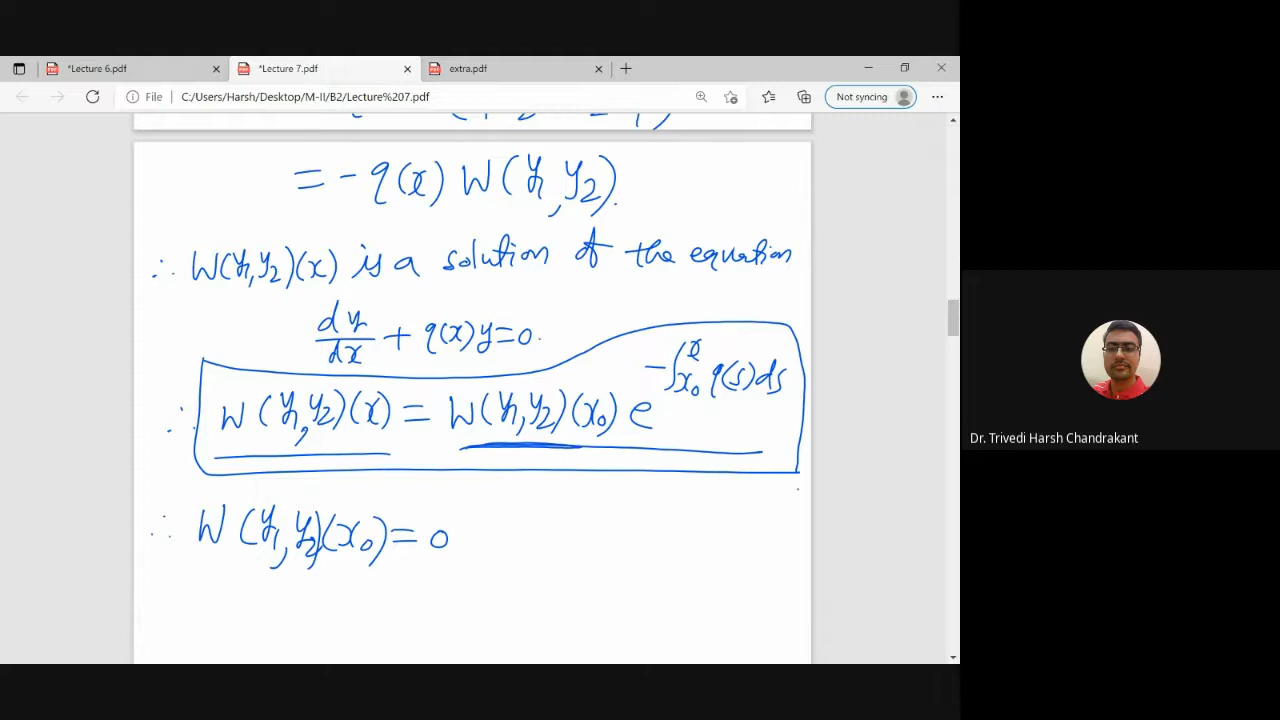 *Lecture 6.pdf × *Lecture 7.pdf × extra.pdf × +
File C:/Users/Harsh/Desktop/M-II/B2/Lecture%207.pdf Not syncing
= - q(x) W(y₁, y₂).
∴ W(y₁, y₂)(x) is a solution of the equation
dy/dx + q(x)y = 0.
∴ W(y₁, y₂)(x) = W(y₁, y₂)(x₀) e^{-∫_{x₀}^{x} q(s)ds}
∴ W(y₁, y₂)(x₀) = 0
Dr. Trivedi Harsh Chandrakant